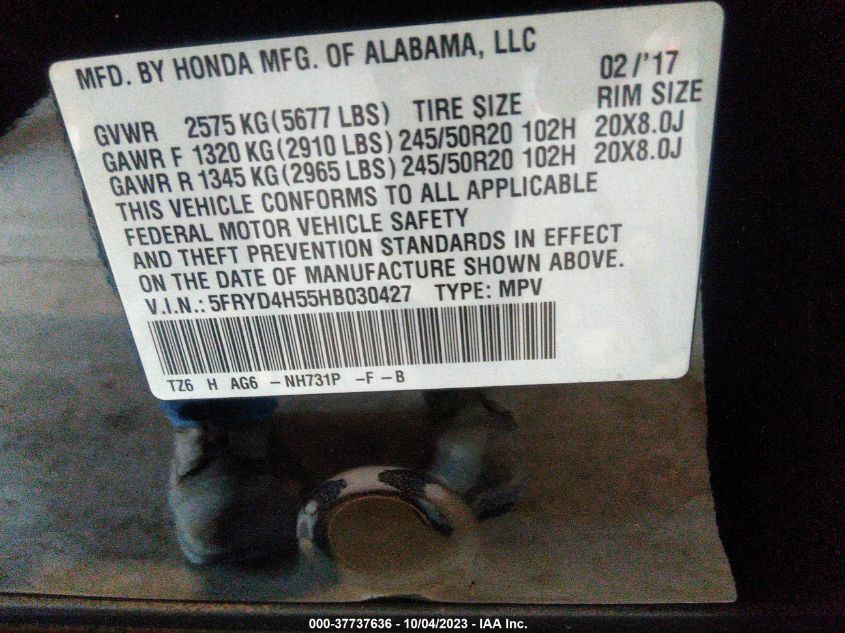 MFD. BY HONDA MFG. OF ALABAMA, LLC
02/'17
GVWR 2575 KG (5677 LBS) TIRE SIZE RIM SIZE
GAWR F 1320 KG (2910 LBS) 245/50R20 102H 20X8.0J
GAWR R 1345 KG (2965 LBS) 245/50R20 102H 20X8.0J
THIS VEHICLE CONFORMS TO ALL APPLICABLE
FEDERAL MOTOR VEHICLE SAFETY
AND THEFT PREVENTION STANDARDS IN EFFECT
ON THE DATE OF MANUFACTURE SHOWN ABOVE.
V.I.N.: 5FRYD4H55HB030427 TYPE: MPV
TZ6 H AG6 -NH731P -F-B
000-37737636 - 10/04/2023 - IAA Inc.